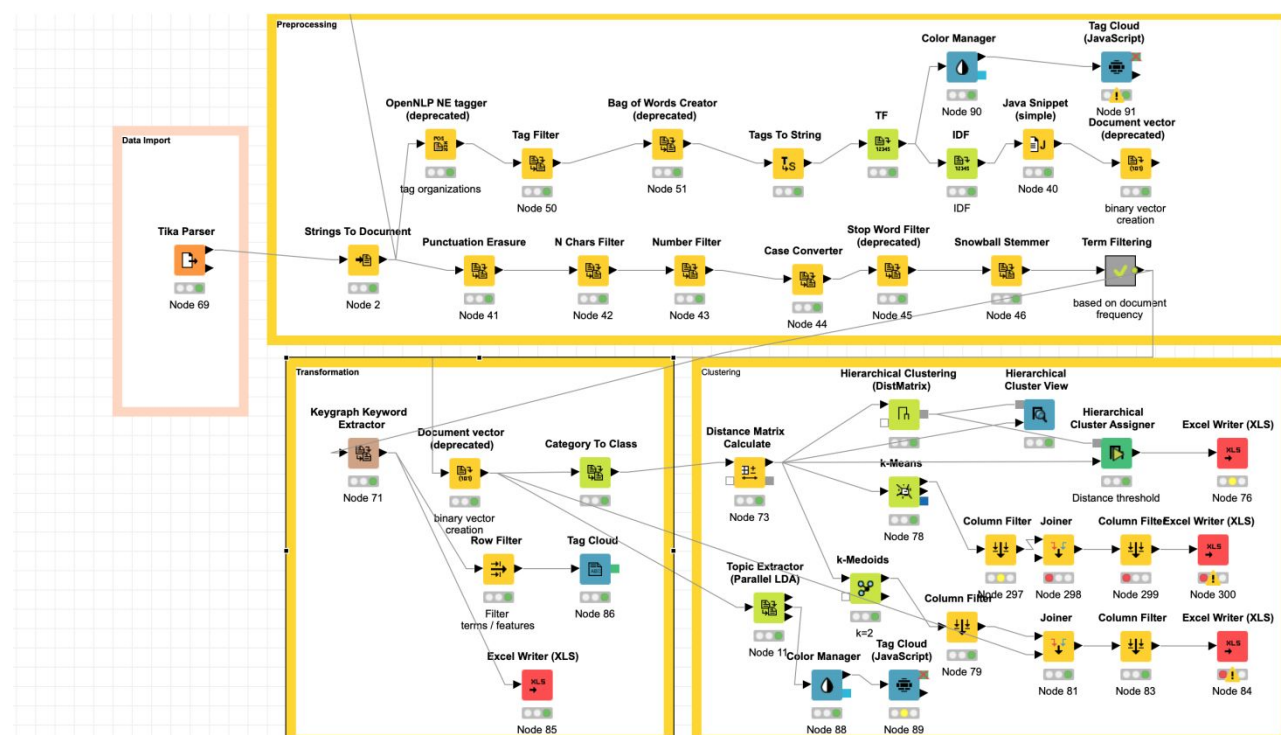 Preprocessing
Color Manager
Tag Cloud
(JavaScript)
Node 90
Node 91
OpenNLP NE tagger
(deprecated)
POS
tag organizations
Tag Filter
Node 50
Bag of Words Creator
(deprecated)
Node 51
Tags To String
T
S
TF
12345
IDF
12345
IDF
Java Snippet
(simple)
J
Node 40
Document vector
(deprecated)
(101)
binary vector
creation
Data Import
Tika Parser
Node 69
Strings To Document
Node 2
Punctuation Erasure
Node 41
N Chars Filter
Node 42
Number Filter
Node 43
Case Converter
Node 44
Stop Word Filter
(deprecated)
Node 45
Snowball Stemmer
Node 46
Term Filtering
based on document
frequency
Transformation
Keygraph Keyword
Extractor
Node 71
Document vector
(deprecated)
(101)
binary vector
creation
Category To Class
Row Filter
Filter
terms / features
Tag Cloud
Node 86
Excel Writer (XLS)
XLS
Node 85
Clustering
Distance Matrix
Calculate
Node 73
Hierarchical Clustering
(DistMatrix)
Hierarchical
Cluster View
Hierarchical
Cluster Assigner
Distance threshold
Excel Writer (XLS)
XLS
Node 76
k-Means
Node 78
Column Filter
Node 297
Joiner
Node 298
Column Filter
Node 299
Excel Writer (XLS)
XLS
Node 300
k-Medoids
k=2
Topic Extractor
(Parallel LDA)
Node 11
Column Filter
Node 79
Joiner
Node 81
Column Filter
Node 83
Excel Writer (XLS)
XLS
Node 84
Color Manager
Node 88
Tag Cloud
(JavaScript)
Node 89